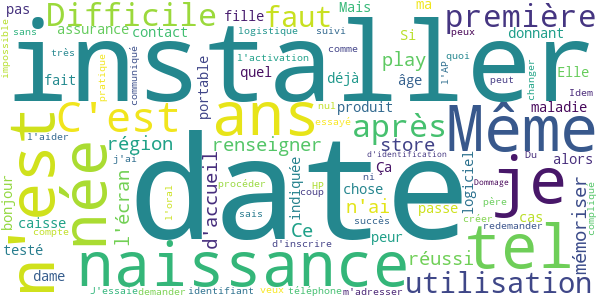 pas
Difficile
fille
faut
Mais
ma
première
assurance
contact
logistique
suivi
Si
peux
donnant
impossible
sans
très
pratique
communiqué
portable
l'activation
comme
quoi
Elle
fait
quel
déjà
play
âge
l'AP
peut
changer
Idem
installer
C'est
ans
produit
nul
essayé
maladie
Même
l'aider
n'est
née
région
j'ai
renseigner
après
store
Du
alors
d'identification
Ça
logiciel
date
je
Dommage
bonjour
l'écran
d'accueil
l'oral
procéder
HP
coup
indiquée
chose
ni
père
cas
mémoriser
compliqué
caisse
compte
sais
succès
n'ai
passe
créer
redemander
testé
Ce
d'inscrire
peur
réussi
tel
dame
naissance
utilisation
J'essaie
demander
identifiant
veux
téléphone
m'adresser